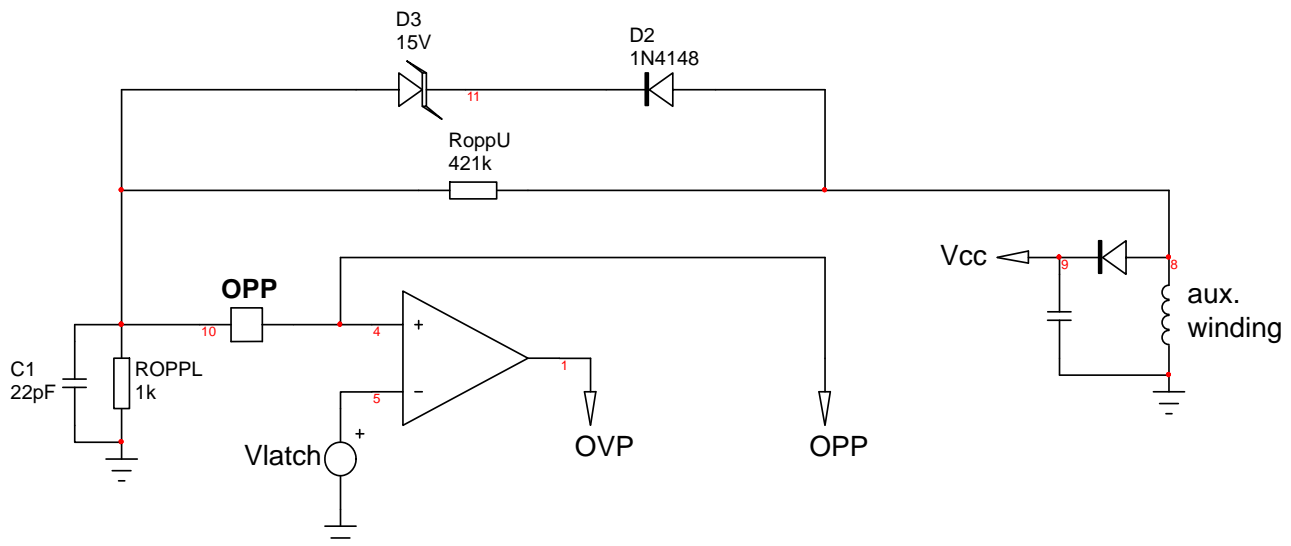 D3
15V
D2
1N4148
11
RoppU
421k
Vcc
9
8
aux.
winding
OPP
10
4
+
C1
22pF
ROPPL
1k
1
5
−
+
Vlatch
OVP
OPP